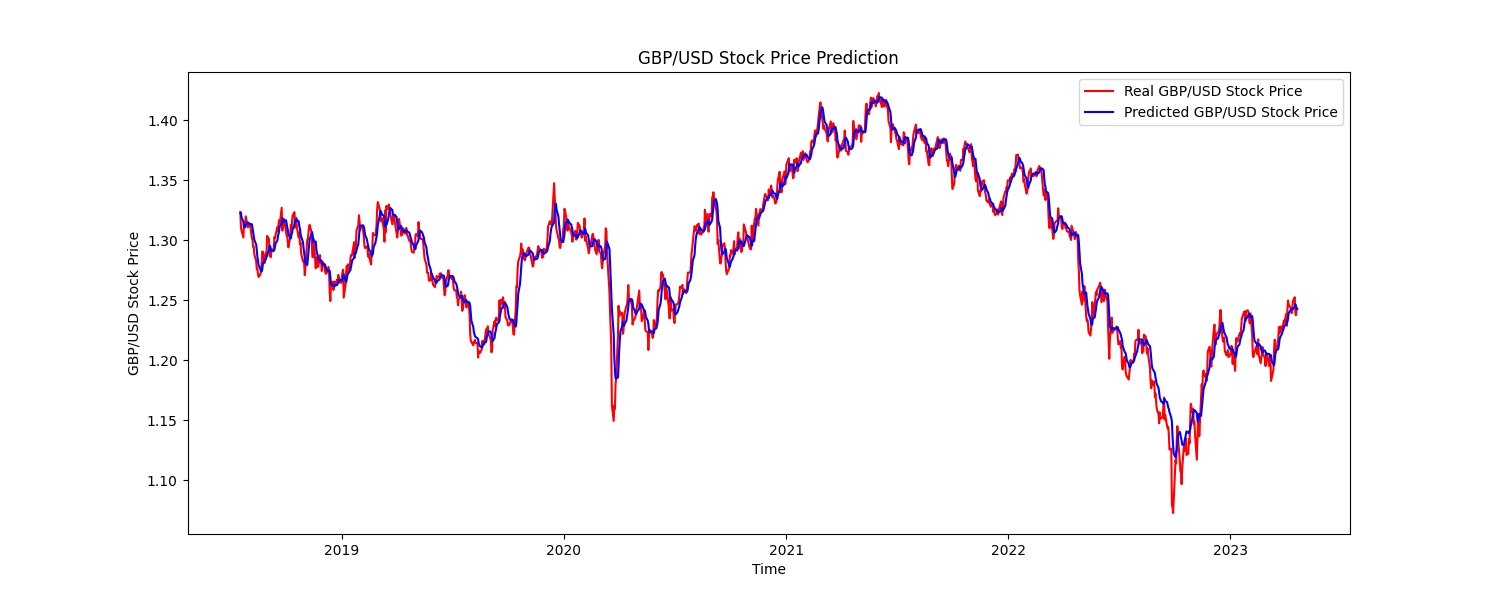 GBP/USD Stock Price Prediction
Real GBP/USD Stock Price
Predicted GBP/USD Stock Price
GBP/USD Stock Price
1.40
1.35
1.30
1.25
1.20
1.15
1.10
2019 2020 2021 2022 2023
Time